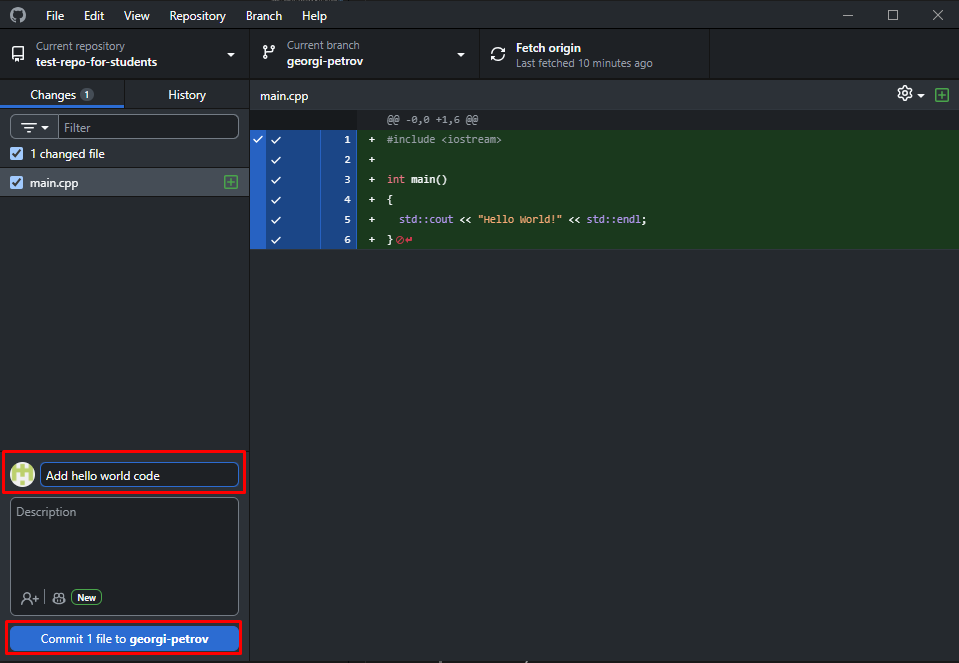 File Edit View Repository Branch Help
Current repository
test-repo-for-students
Current branch
georgi-petrov
Fetch origin
Last fetched 10 minutes ago
Changes 1 History
main.cpp
Filter
1 changed file
main.cpp
@@ -0,0 +1,6 @@
1 + #include <iostream>
2 +
3 + int main()
4 + {
5 + std::cout << "Hello World!" << std::endl;
6 + }
Add hello world code
Description
New
Commit 1 file to georgi-petrov